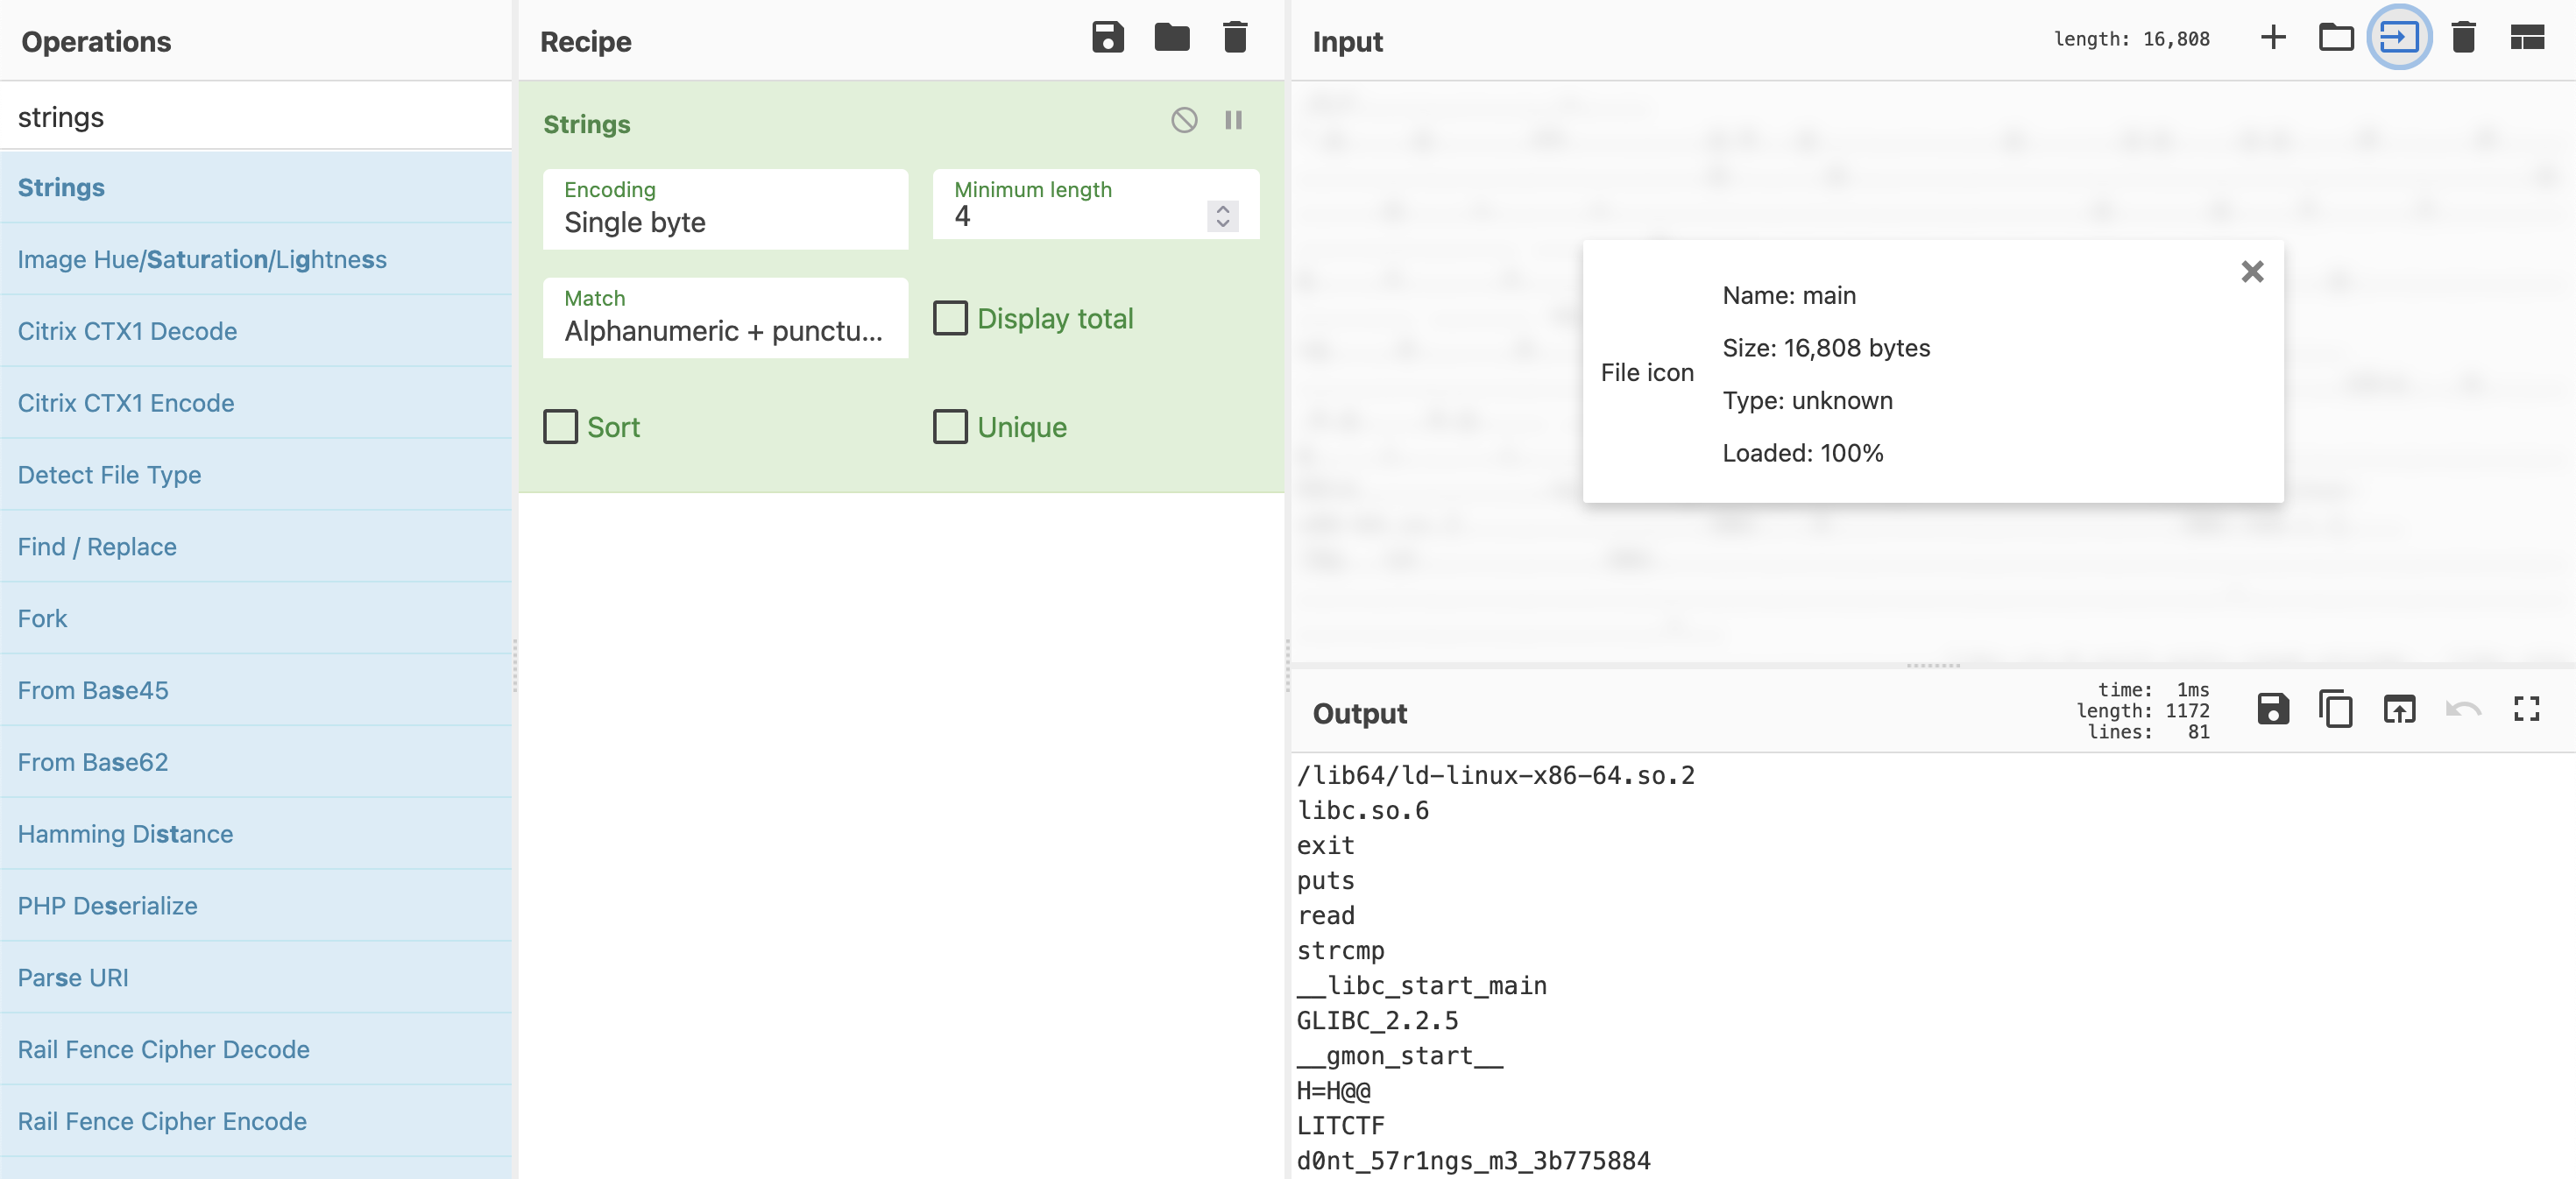 Operations
strings
Strings
Image Hue/Saturation/Lightness
Citrix CTX1 Decode
Citrix CTX1 Encode
Detect File Type
Find / Replace
Fork
From Base45
From Base62
Hamming Distance
PHP Deserialize
Parse URI
Rail Fence Cipher Decode
Rail Fence Cipher Encode
Recipe
Strings
Encoding
Single byte
Minimum length
4
Match
Alphanumeric + punctu...
Display total
Sort
Unique
Input
length: 16,808
File icon
Name: main
Size: 16,808 bytes
Type: unknown
Loaded: 100%
Output
time: 1ms
length: 1172
lines: 81
/lib64/ld-linux-x86-64.so.2
libc.so.6
exit
puts
read
strcmp
__libc_start_main
GLIBC_2.2.5
__gmon_start__
H=H@@
LITCTF
d0nt_57r1ngs_m3_3b775884